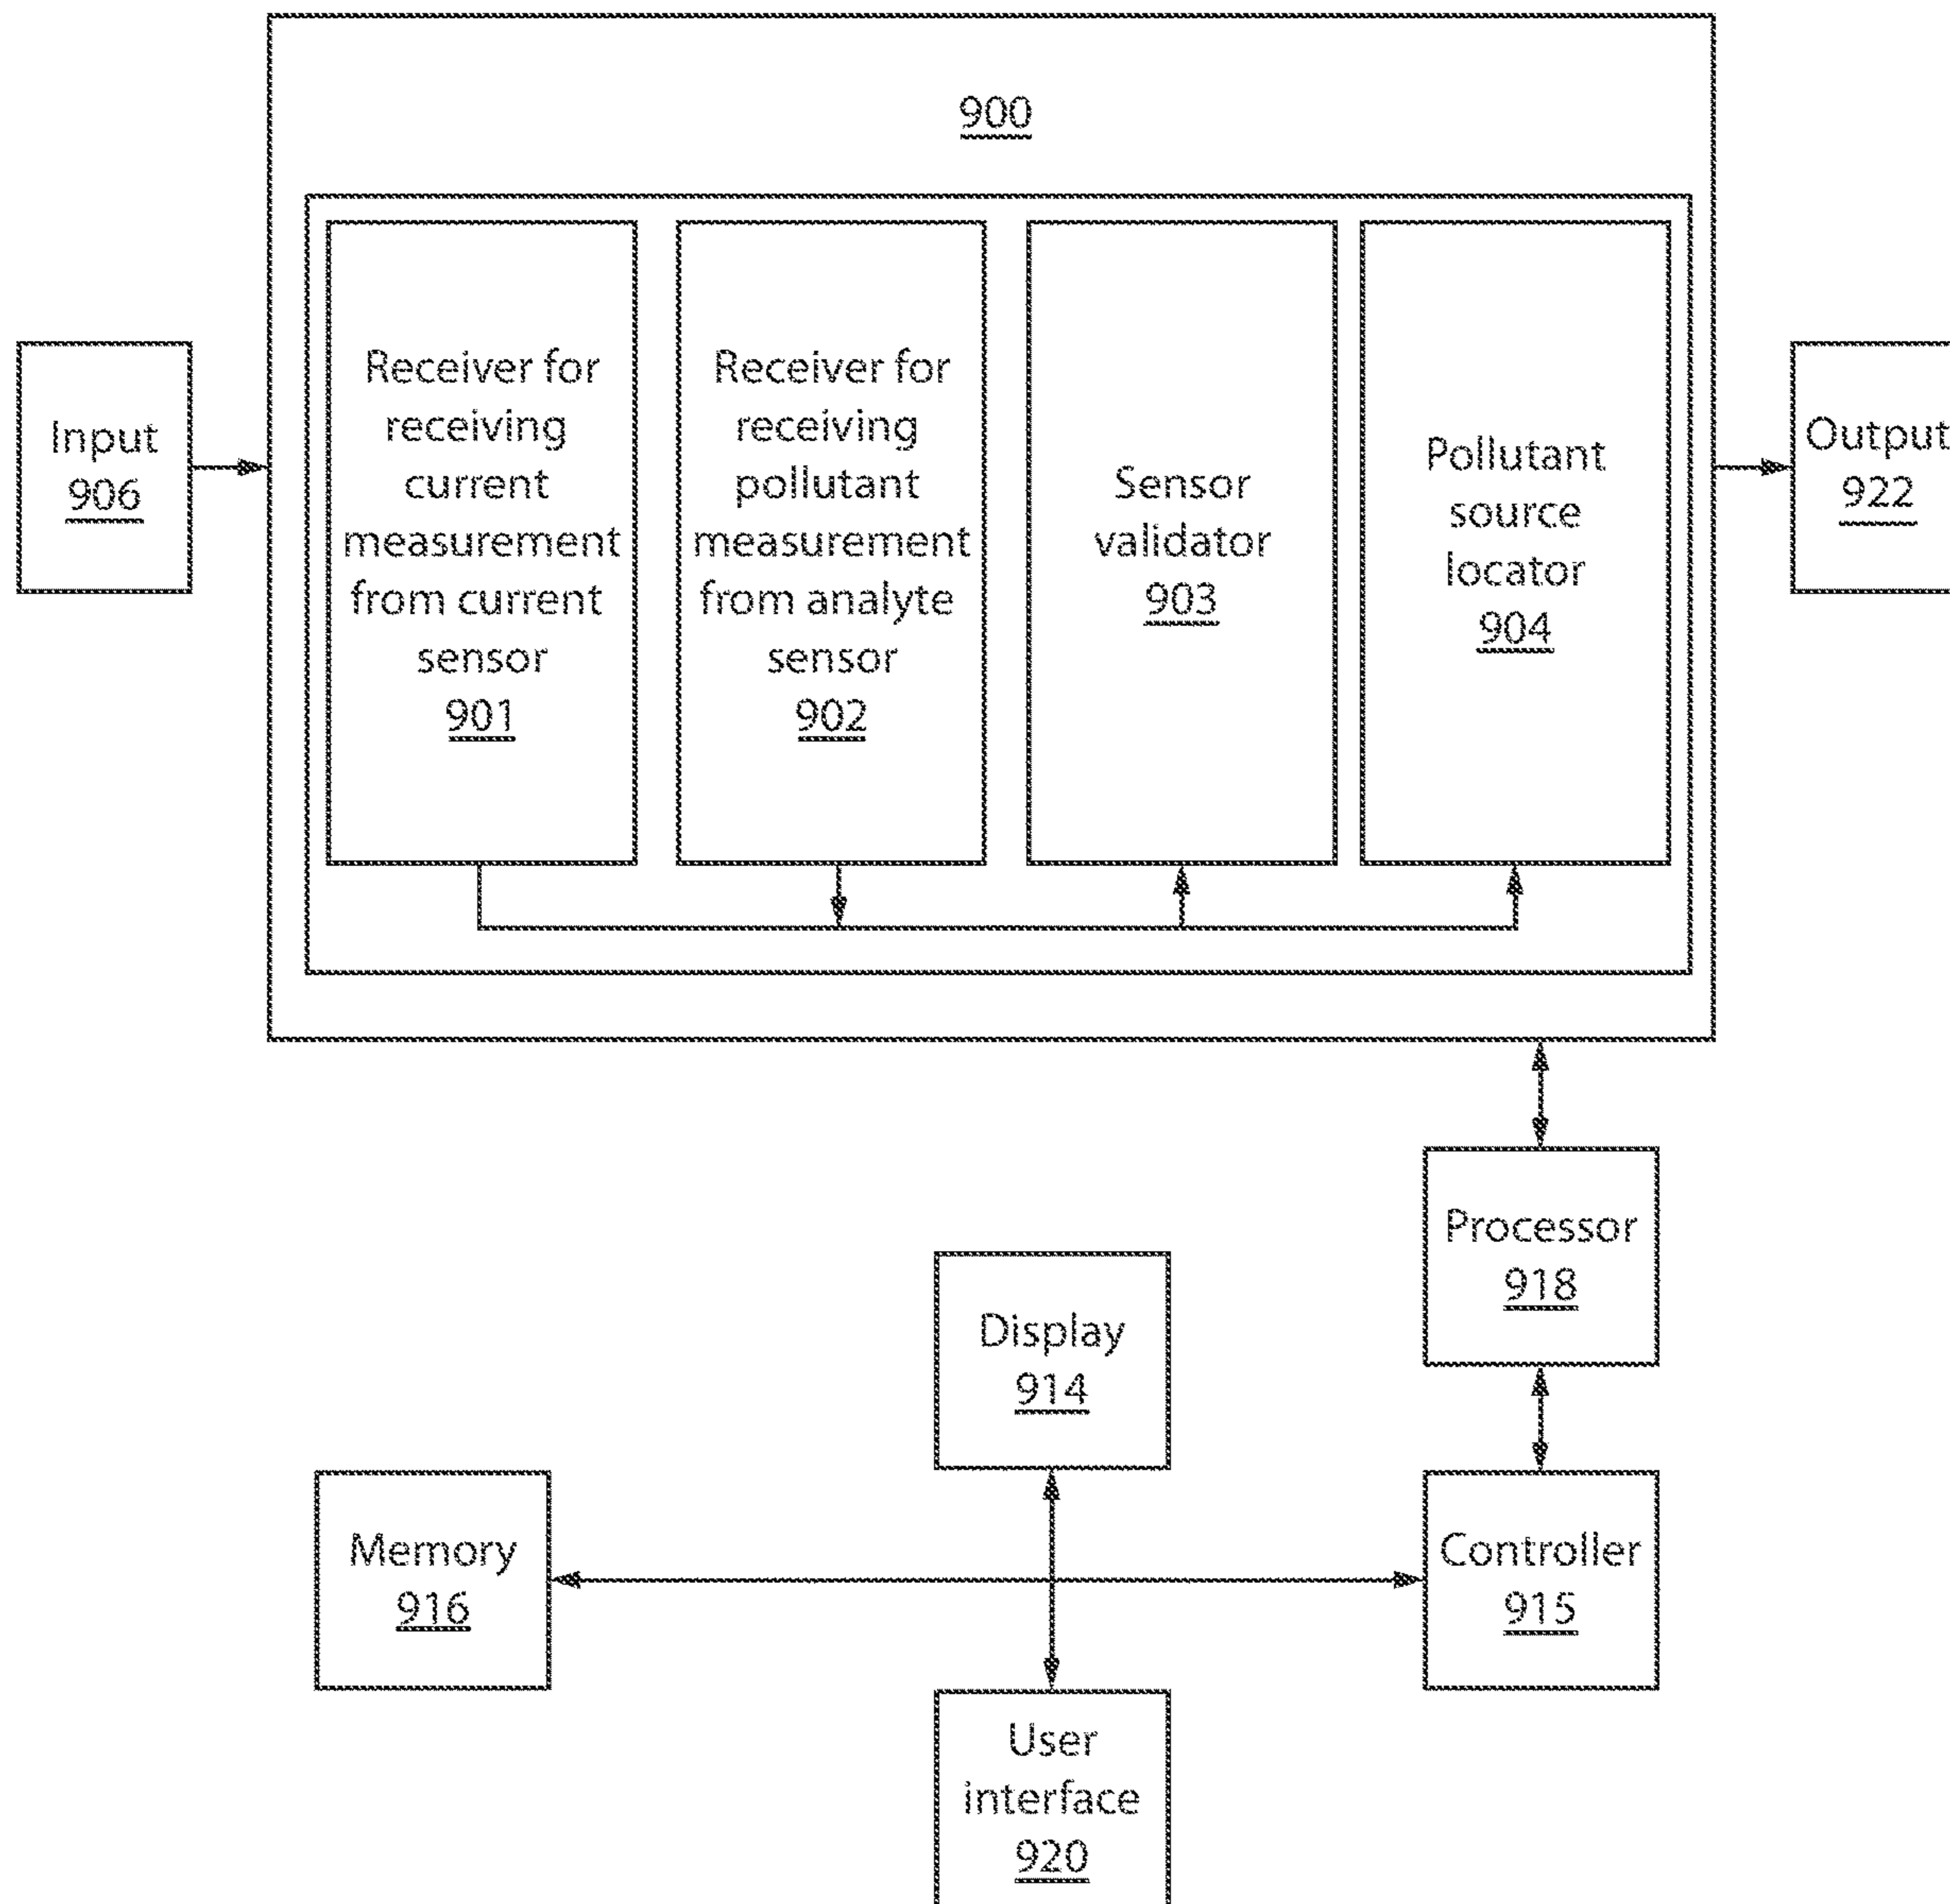 900
Input
906
Receiver for
receiving
current
measurement
from current
sensor
901
Receiver for
receiving
pollutant
measurement
from analyte
sensor
902
Sensor
validator
903
Pollutant
source
locator
904
Output
922
Processor
918
Display
914
Memory
916
Controller
915
User
interface
920